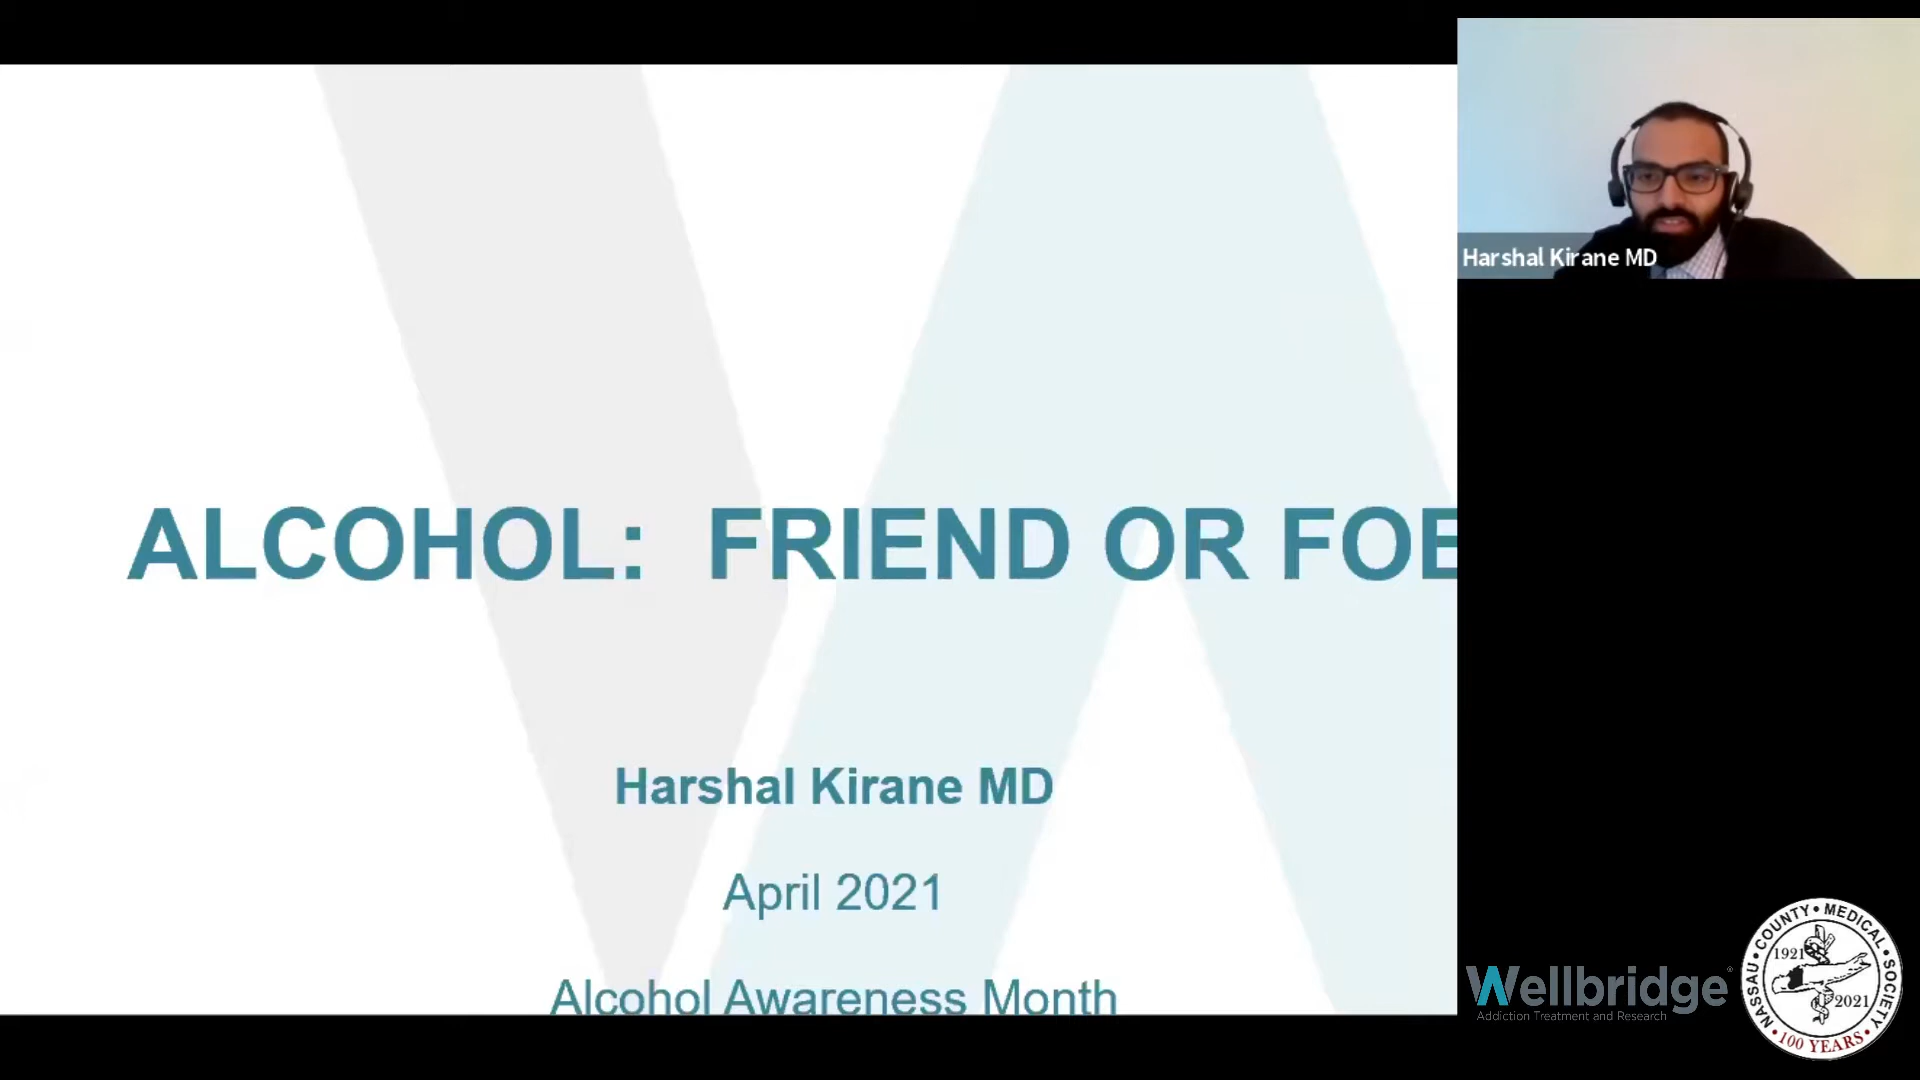 ALCOHOL: FRIEND OR FOE
Harshal Kirane MD
April 2021
Alcohol Awareness Month
Harshal Kirane MD
Wellbridge
Addiction Treatment and Research
NASSAU • COUNTY • MEDICAL • SOCIETY
1921
2021
• 100 YEARS •